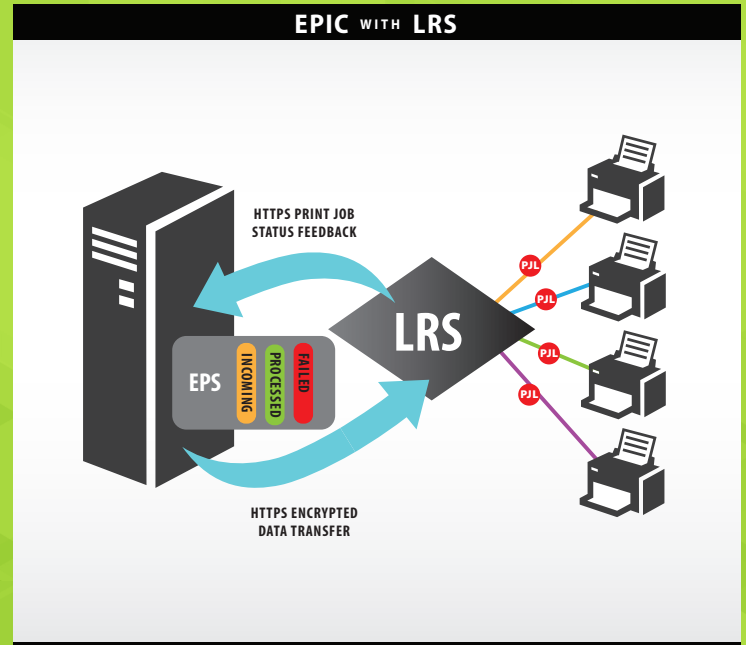 EPIC WITH LRS
HTTPS PRINT JOB
STATUS FEEDBACK
LRS
EPS
INCOMING
PROCESSED
FAILED
PJL
PJL
PJL
PJL
HTTPS ENCRYPTED
DATA TRANSFER